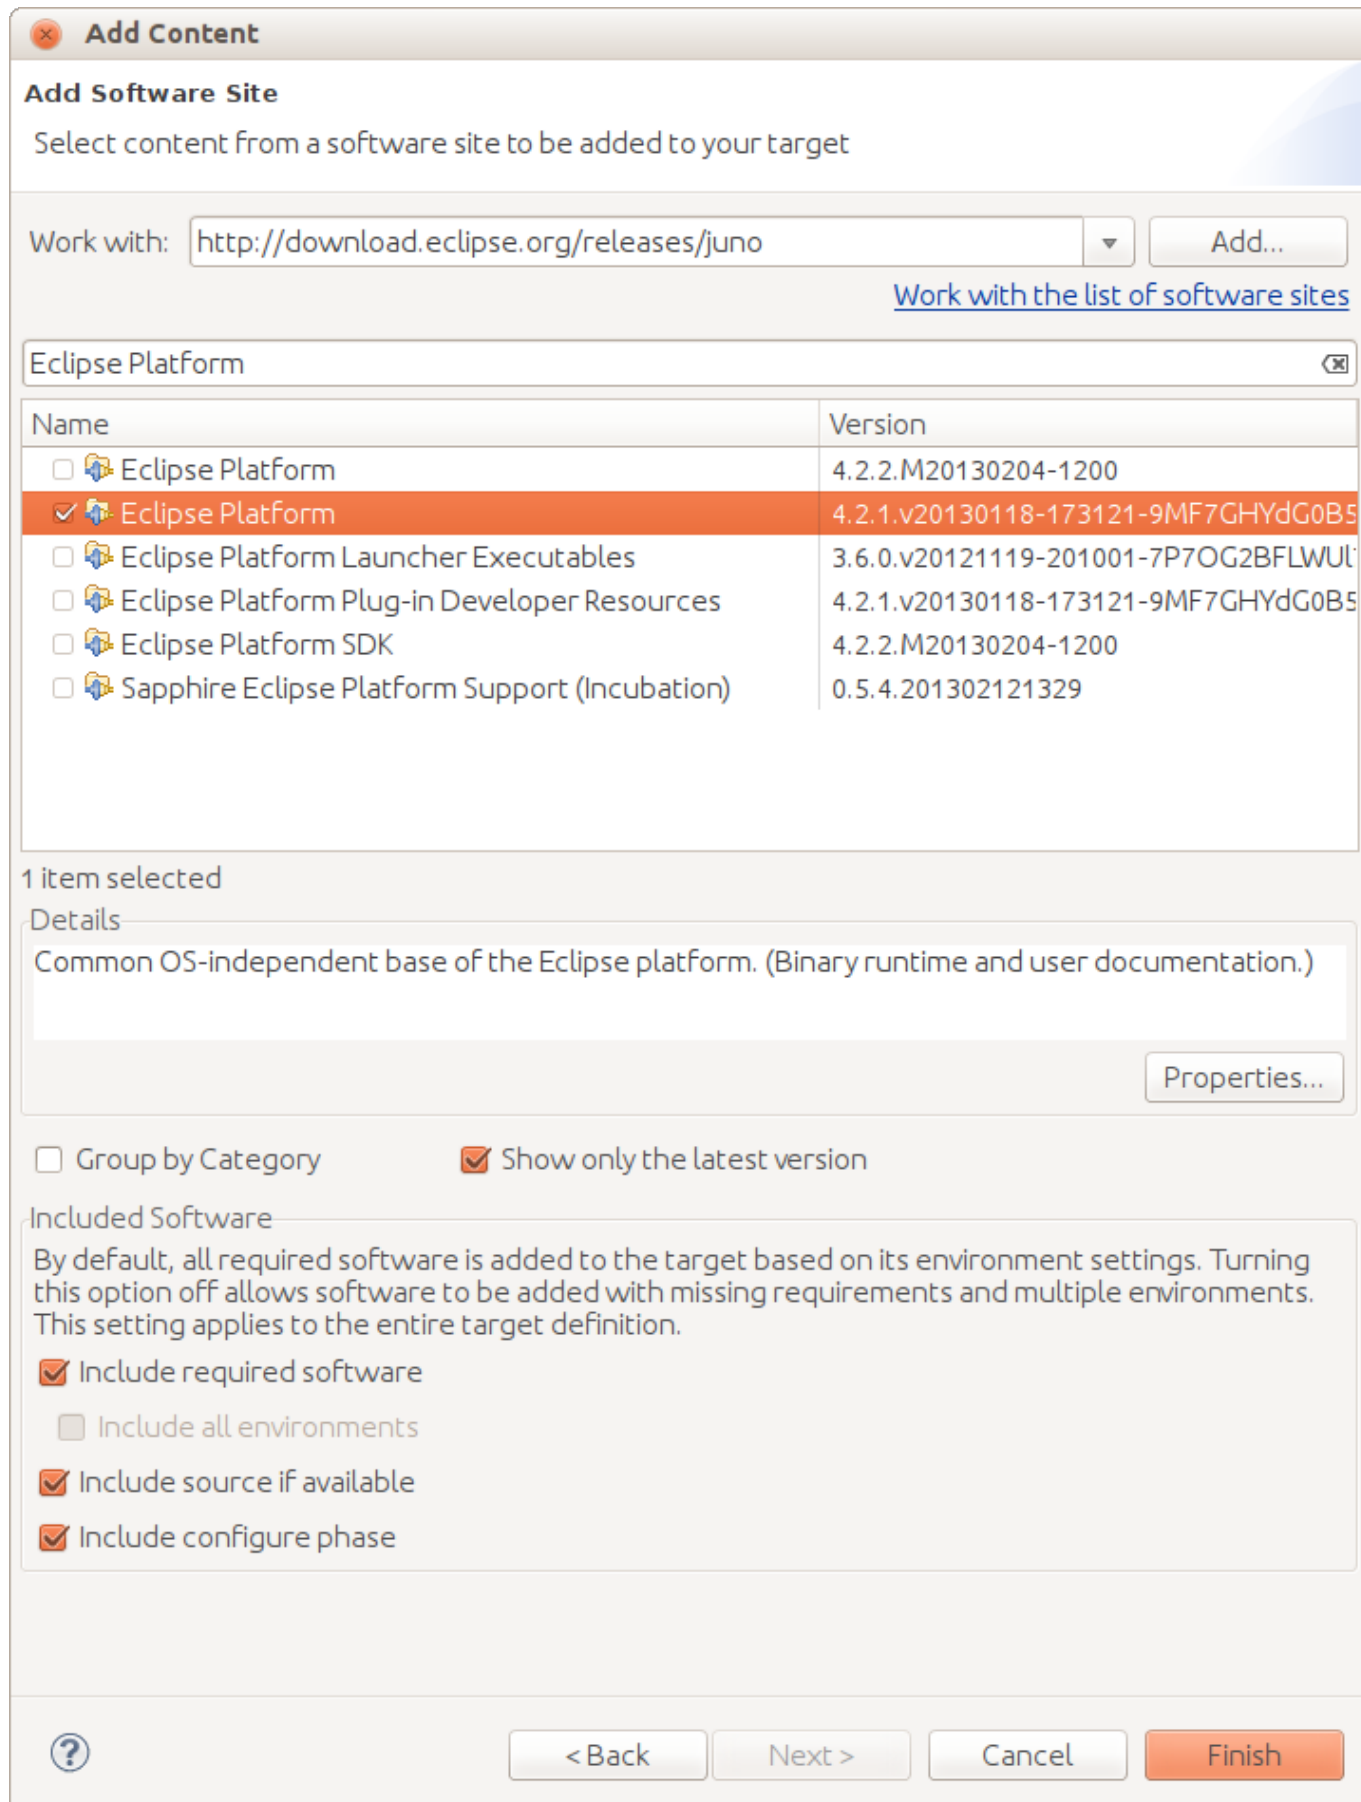 Add Content
Add Software Site
Select content from a software site to be added to your target
Work with: http://download.eclipse.org/releases/juno Add...
Work with the list of software sites
Eclipse Platform
Name Version
Eclipse Platform 4.2.2.M20130204-1200
Eclipse Platform 4.2.1.v20130118-173121-9MF7GHYdG0B5
Eclipse Platform Launcher Executables 3.6.0.v20121119-201001-7P7OG2BFLWUl
Eclipse Platform Plug-in Developer Resources 4.2.1.v20130118-173121-9MF7GHYdG0B5
Eclipse Platform SDK 4.2.2.M20130204-1200
Sapphire Eclipse Platform Support (Incubation) 0.5.4.201302121329
1 item selected
Details
Common OS-independent base of the Eclipse platform. (Binary runtime and user documentation.)
Properties...
Group by Category Show only the latest version
Included Software
By default, all required software is added to the target based on its environment settings. Turning
this option off allows software to be added with missing requirements and multiple environments.
This setting applies to the entire target definition.
Include required software
Include all environments
Include source if available
Include configure phase
? < Back Next > Cancel Finish